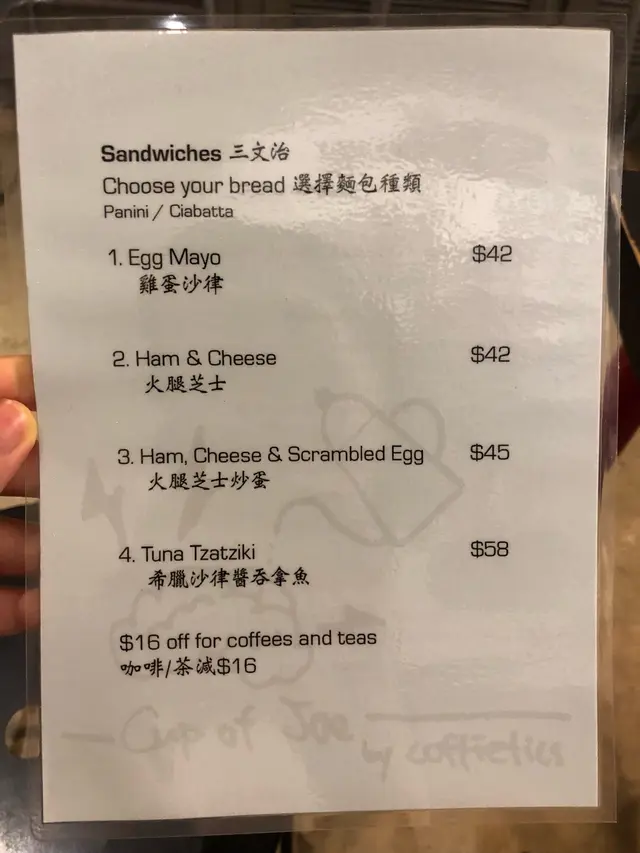 Sandwiches 三文治
Choose your bread 選擇麵包種類
Panini / Ciabatta
1. Egg Mayo $42
雞蛋沙律
2. Ham & Cheese $42
火腿芝士
3. Ham, Cheese & Scrambled Egg $45
火腿芝士炒蛋
4. Tuna Tzatziki $58
希臘沙律醬吞拿魚
$16 off for coffees and teas
咖啡/茶減$16
Cup of Joe
by coffietics